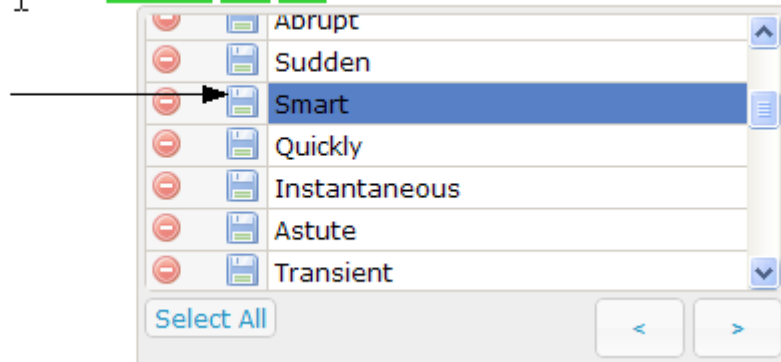 Abrupt
Sudden
Smart
Quickly
Instantaneous
Astute
Transient
Select All
< >